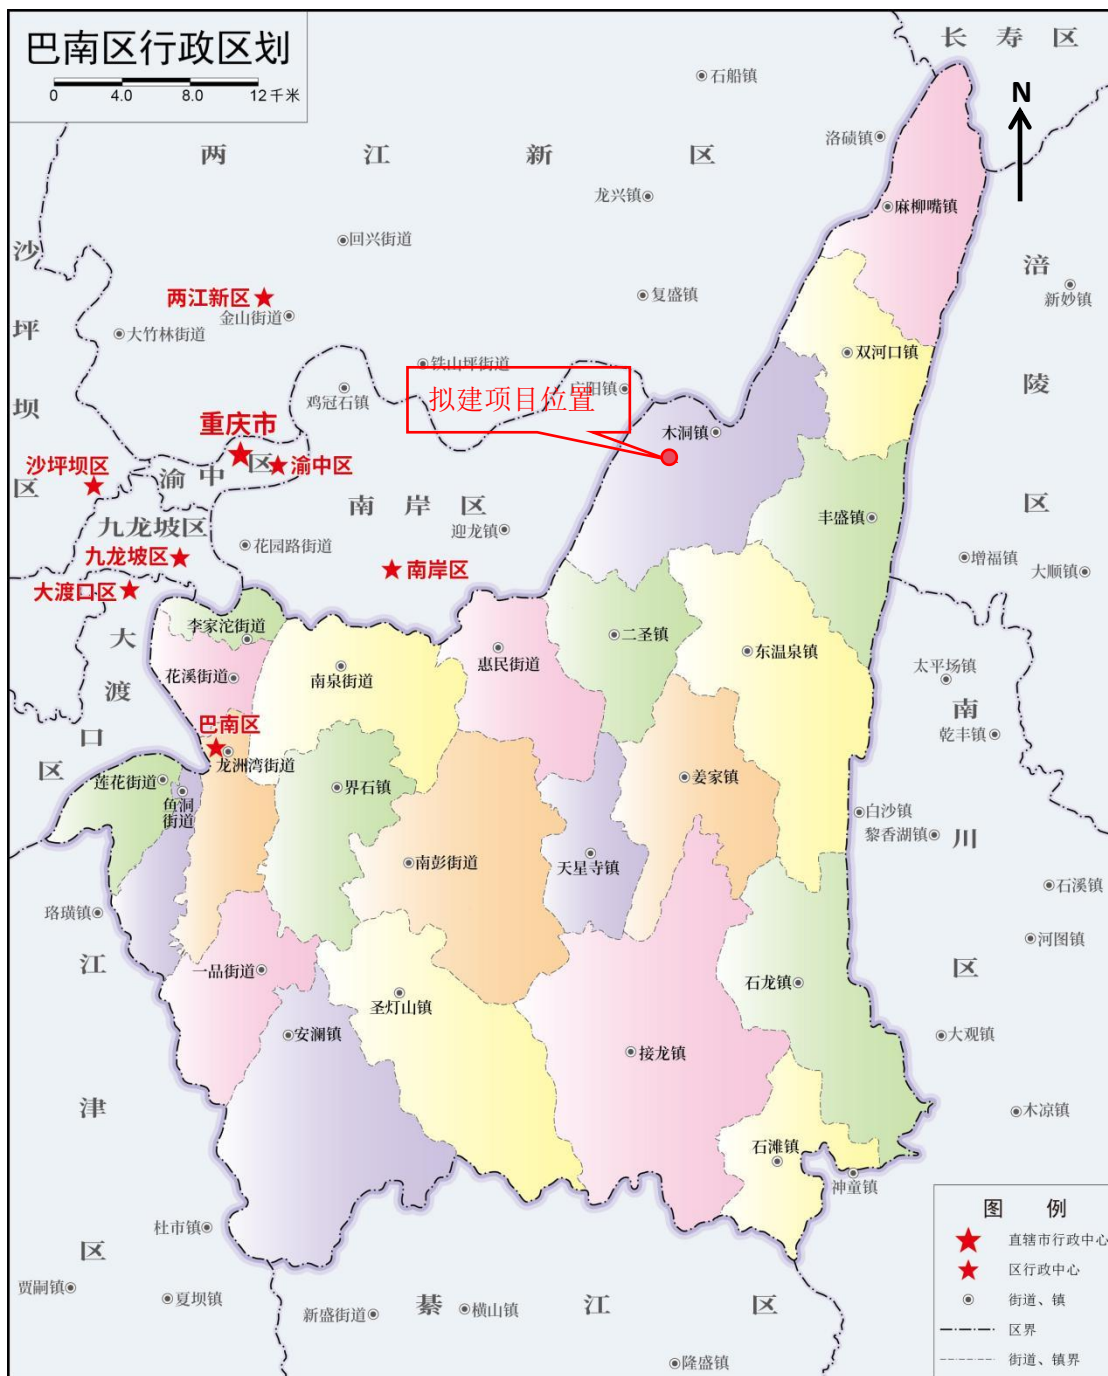 巴南区行政区划
0 4.0 8.0 12千米
长寿区
N
石船镇
洛碛镇
两江新区
龙兴镇
麻柳嘴镇
回兴街道
沙坪坝区
涪陵区
新妙镇
两江新区
金山街道
复盛镇
大竹林街道
双河口镇
铁山坪街道
鸡冠石镇
拟建项目位置
木洞镇
重庆市
渝中区
渝中区
沙坪坝区
南岸区
迎龙镇
丰盛镇
九龙坡区
花园路街道
九龙坡区
南岸区
增福镇
大顺镇
大渡口区
大渡口区
李家沱街道
二圣镇
惠民街道
东温泉镇
花溪街道
南泉街道
太平场镇
南川区
乾丰镇
巴南区
龙洲湾街道
莲花街道
鱼洞
街道
界石镇
姜家镇
白沙镇
黎香湖镇
南彭街道
天星寺镇
石溪镇
珞璜镇
河图镇
江津区
一品街道
圣灯山镇
石龙镇
安澜镇
接龙镇
大观镇
木凉镇
石滩镇
神童镇
杜市镇
贾嗣镇
夏坝镇
新盛街道
綦江区
横山镇
隆盛镇
图例
直辖市行政中心
区行政中心
街道、镇
区界
街道、镇界